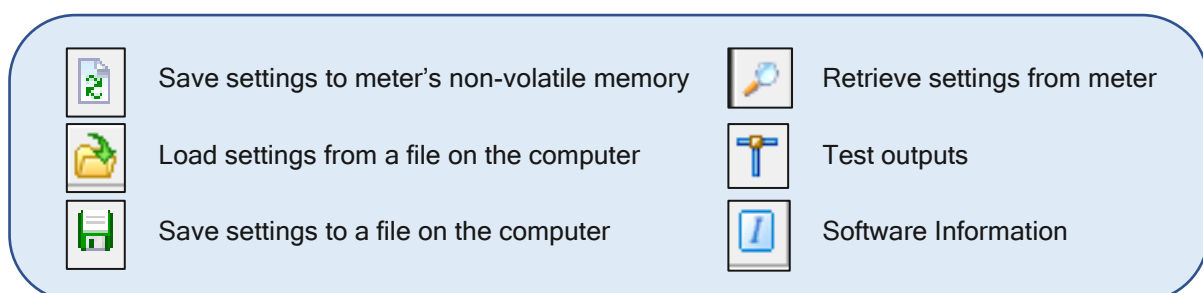 Save settings to meter's non-volatile memory
Retrieve settings from meter
Load settings from a file on the computer
Test outputs
Save settings to a file on the computer
I
Software Information